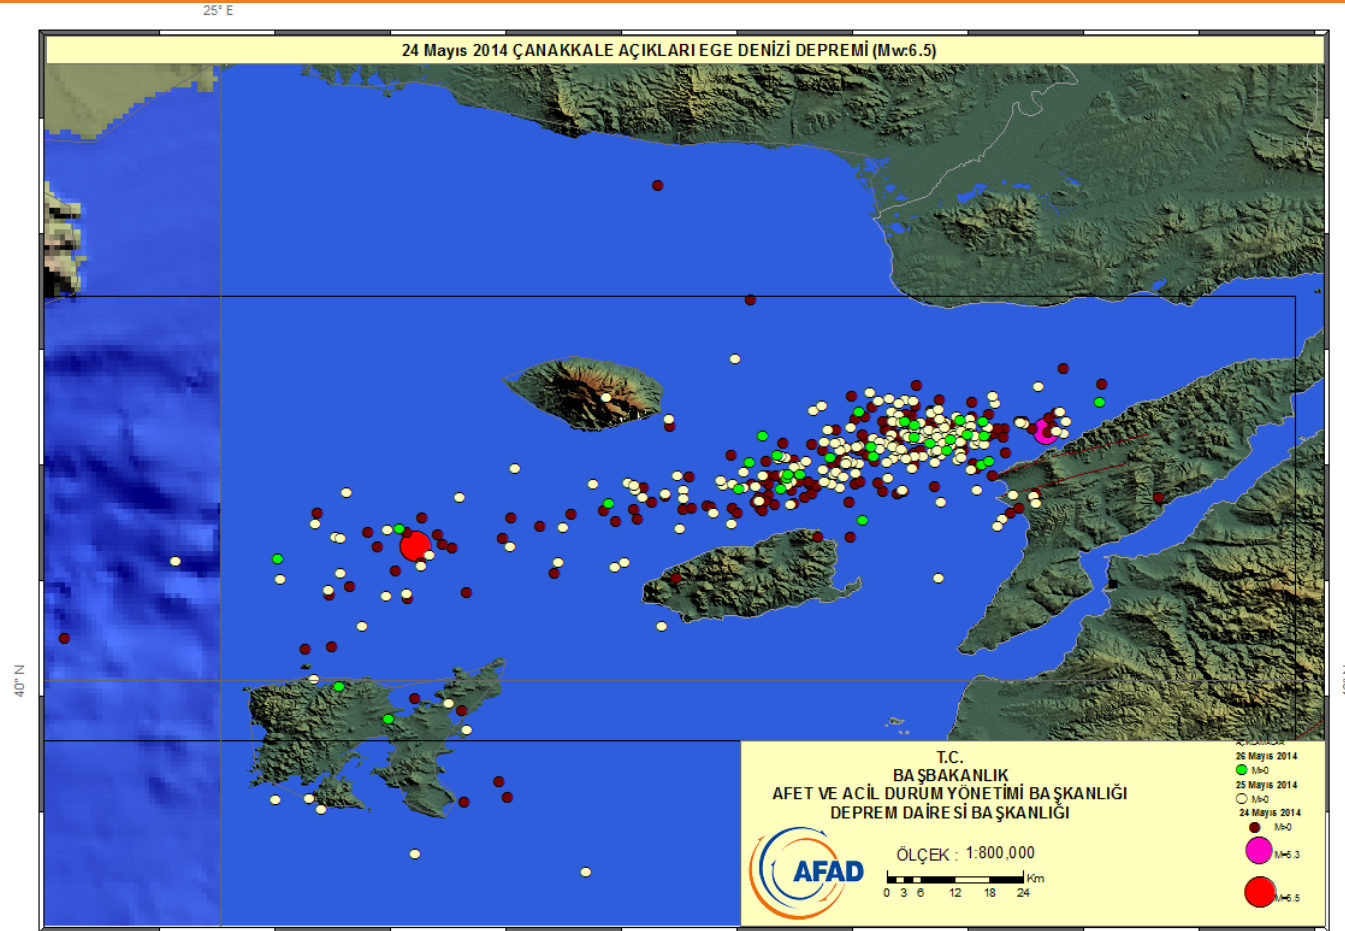 25° E
24 Mayıs 2014 ÇANAKKALE AÇIKLARI EGE DENİZİ DEPREMİ (Mw:6.5)
40° N
T.C.
BAŞBAKANLIK
AFET VE ACİL DURUM YÖNETİMİ BAŞKANLIĞI
DEPREM DAİRESİ BAŞKANLIĞI
AFAD
ÖLÇEK : 1:800,000
Km
0 3 6 12 18 24
26 Mayıs 2014
M>0
25 Mayıs 2014
M>0
24 Mayıs 2014
M>0
M=5.3
M=6.5